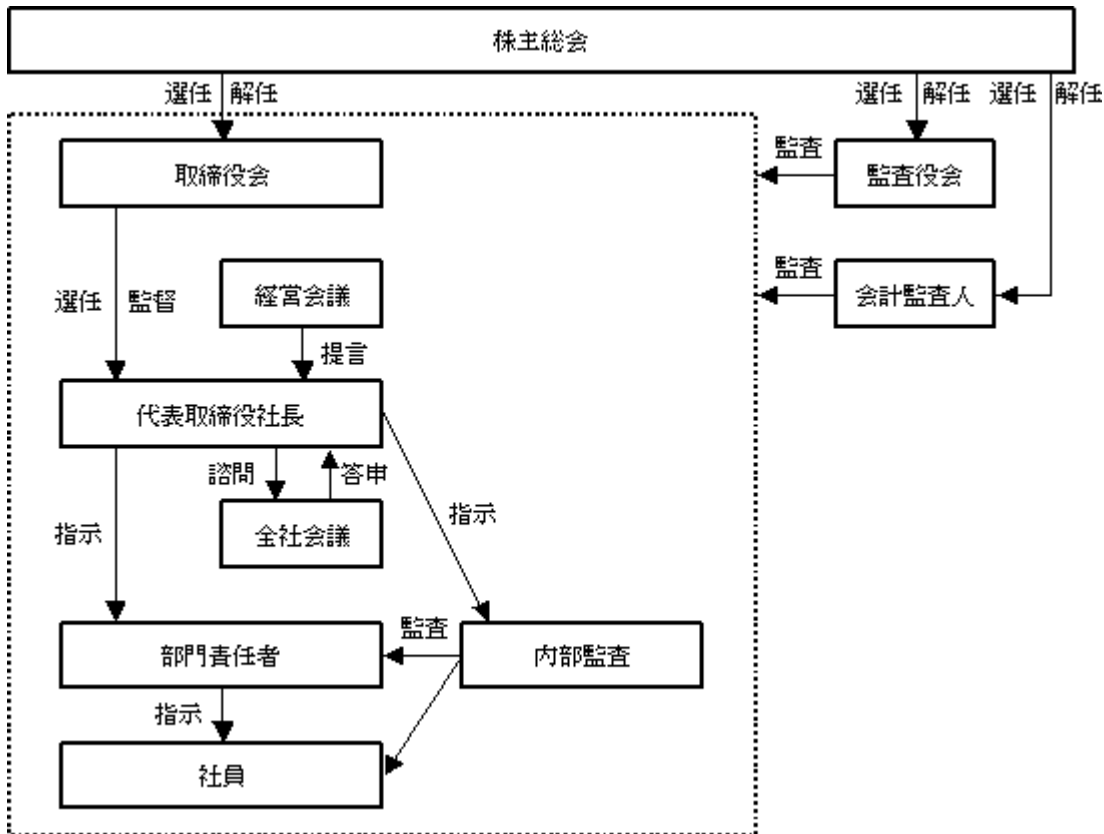 株主総会
選任 解任
選任 解任
選任 解任
取締役会
監査
監査役会
選任 監督
経営会議
監査
会計監査人
提言
代表取締役社長
諮問
答申
指示
全社会議
指示
部門責任者
監査
内部監査
指示
社員